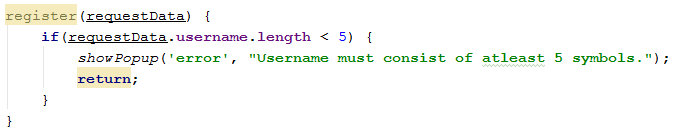 register(requestData) {
    if(requestData.username.length < 5) {
        showPopup('error', "Username must consist of atleast 5 symbols.");
        return;
    }
}